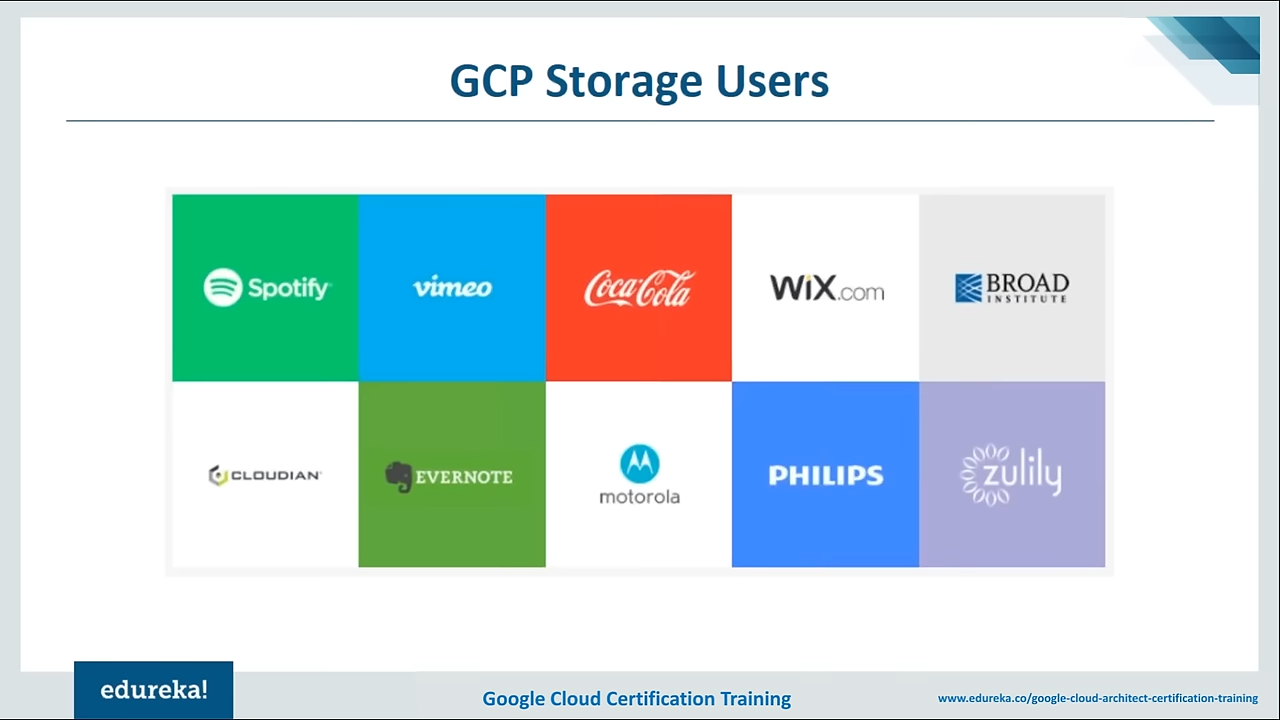 GCP Storage Users
Spotify
vimeo
Coca-Cola
WiX.com
BROAD
INSTITUTE
CLOUDIAN
EVERNOTE
motorola
PHILIPS
zulily
edureka!
Google Cloud Certification Training
www.edureka.co/google-cloud-architect-certification-training